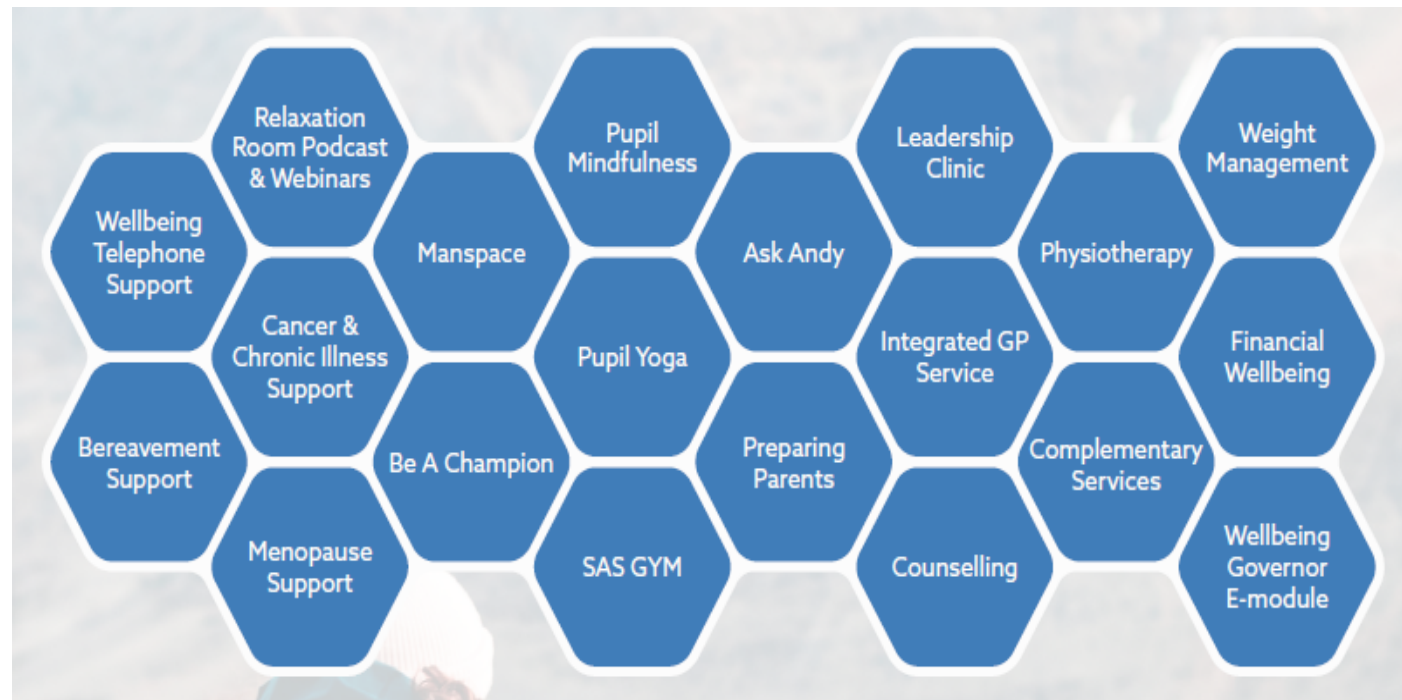 Relaxation
Room Podcast
& Webinars
Pupil
Mindfulness
Leadership
Clinic
Weight
Management
Wellbeing
Telephone
Support
Manspace
Ask Andy
Physiotherapy
Cancer &
Chronic Illness
Support
Pupil Yoga
Integrated GP
Service
Financial
Wellbeing
Bereavement
Support
Be A Champion
Preparing
Parents
Complementary
Services
Menopause
Support
SAS GYM
Counselling
Wellbeing
Governor
E-module